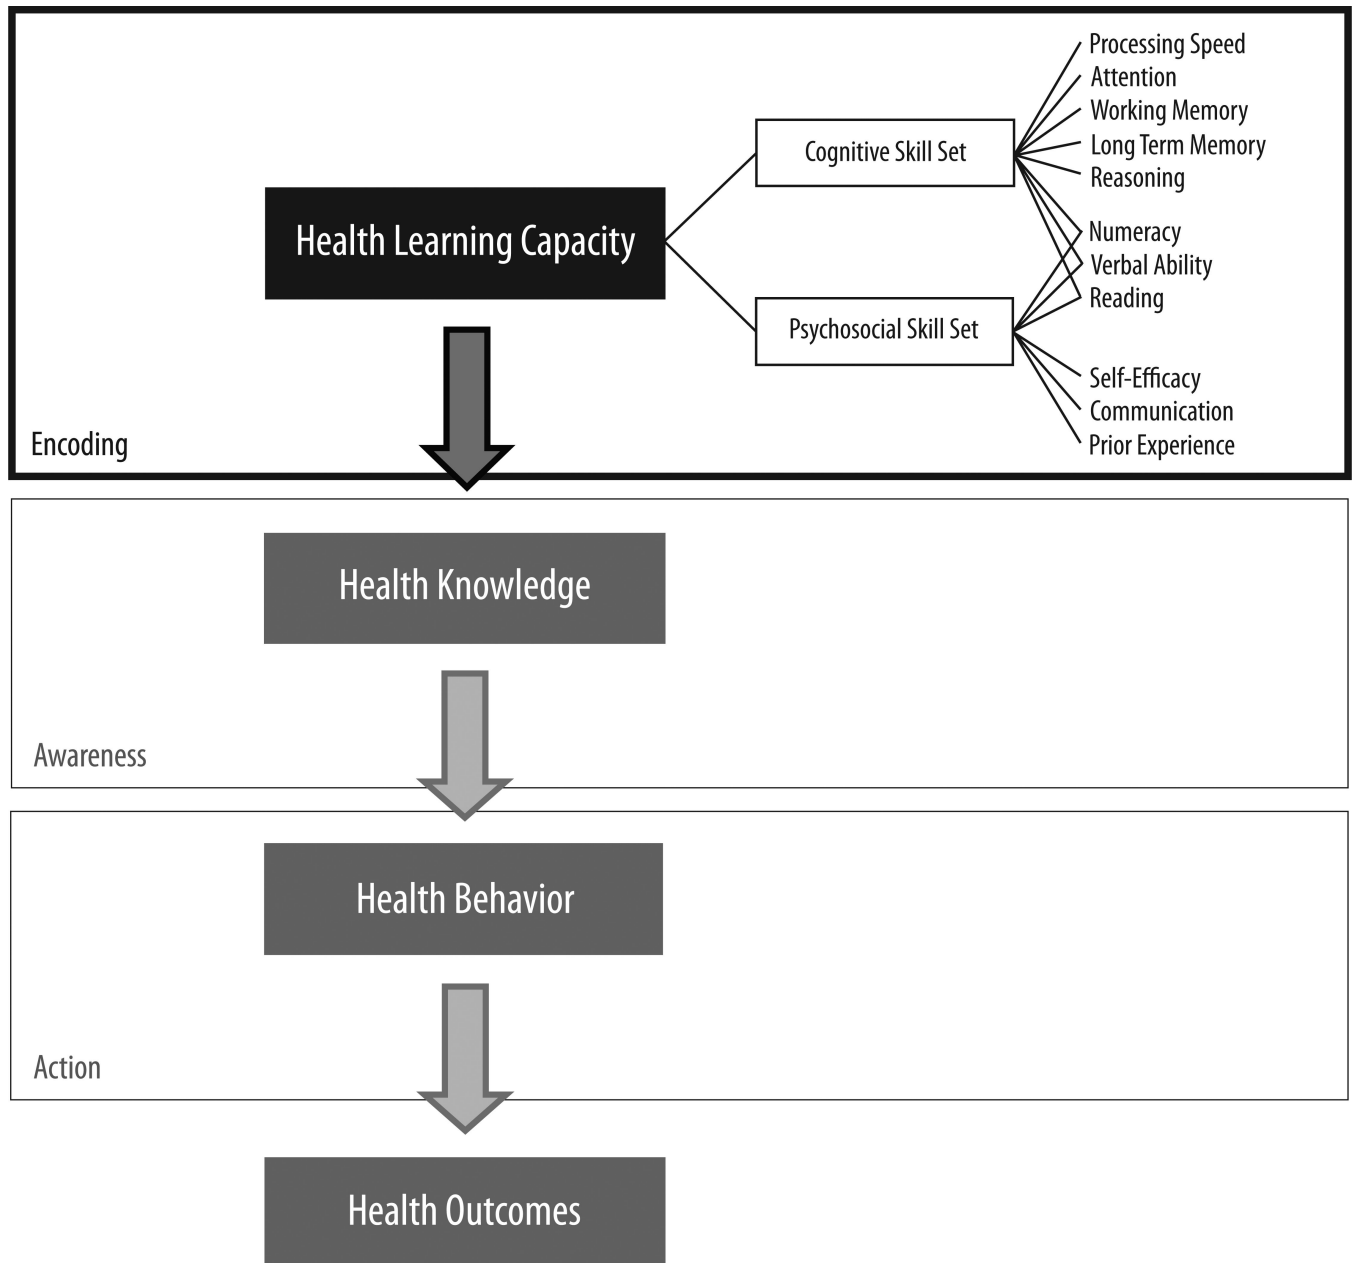 Processing Speed
Attention
Working Memory
Long Term Memory
Reasoning
Cognitive Skill Set
Health Learning Capacity
Numeracy
Verbal Ability
Reading
Psychosocial Skill Set
Self-Efficacy
Communication
Prior Experience
Encoding
Health Knowledge
Awareness
Health Behavior
Action
Health Outcomes